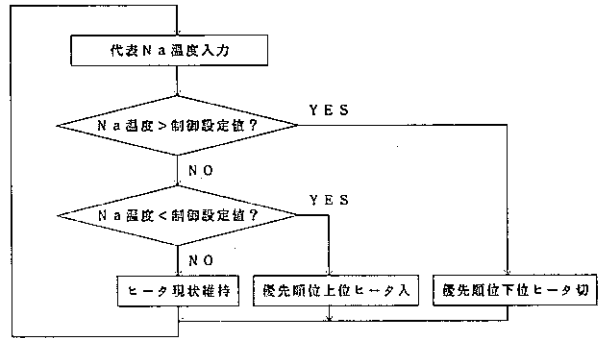 代表Na温度入力
Na温度>制御設定値?
YES
NO
Na温度<制御設定値?
YES
NO
ヒータ現状維持
優先順位上位ヒータ入
優先順位下位ヒータ切